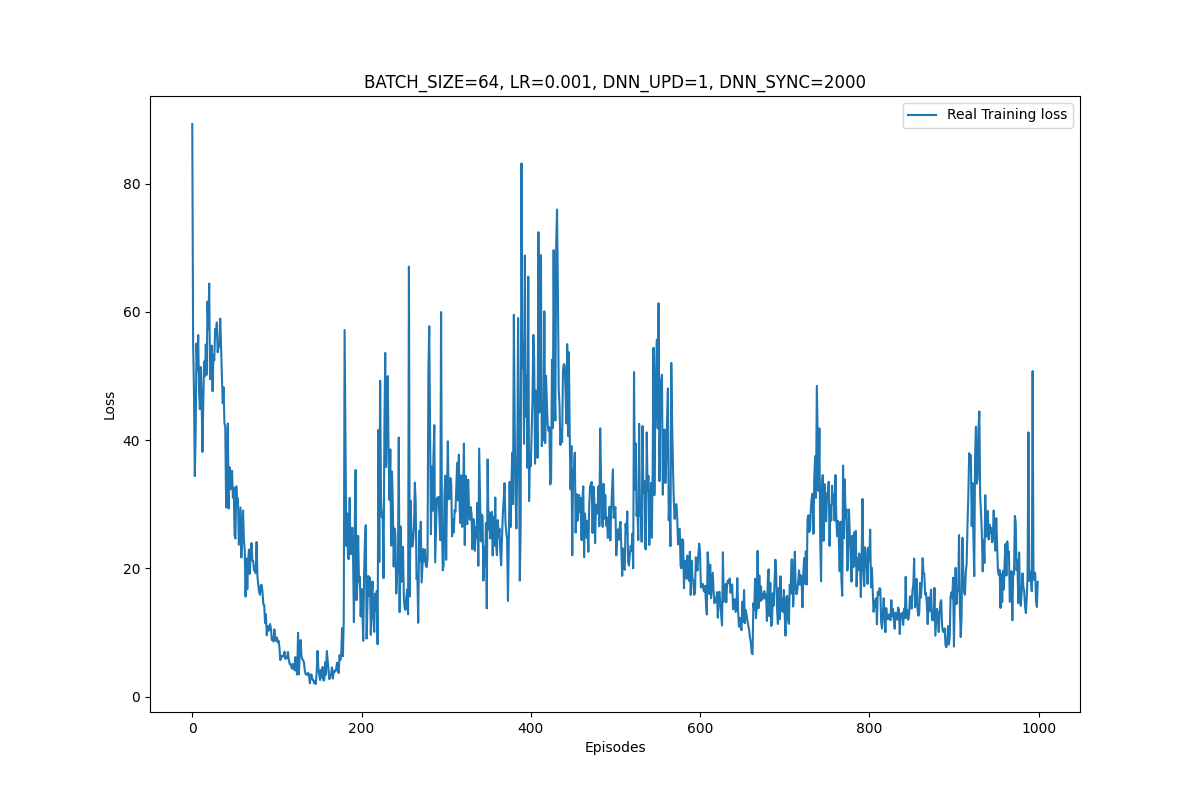 BATCH_SIZE=64, LR=0.001, DNN_UPD=1, DNN_SYNC=2000
Real Training loss
80
60
40
20
0
Loss
0 200 400 600 800 1000
Episodes